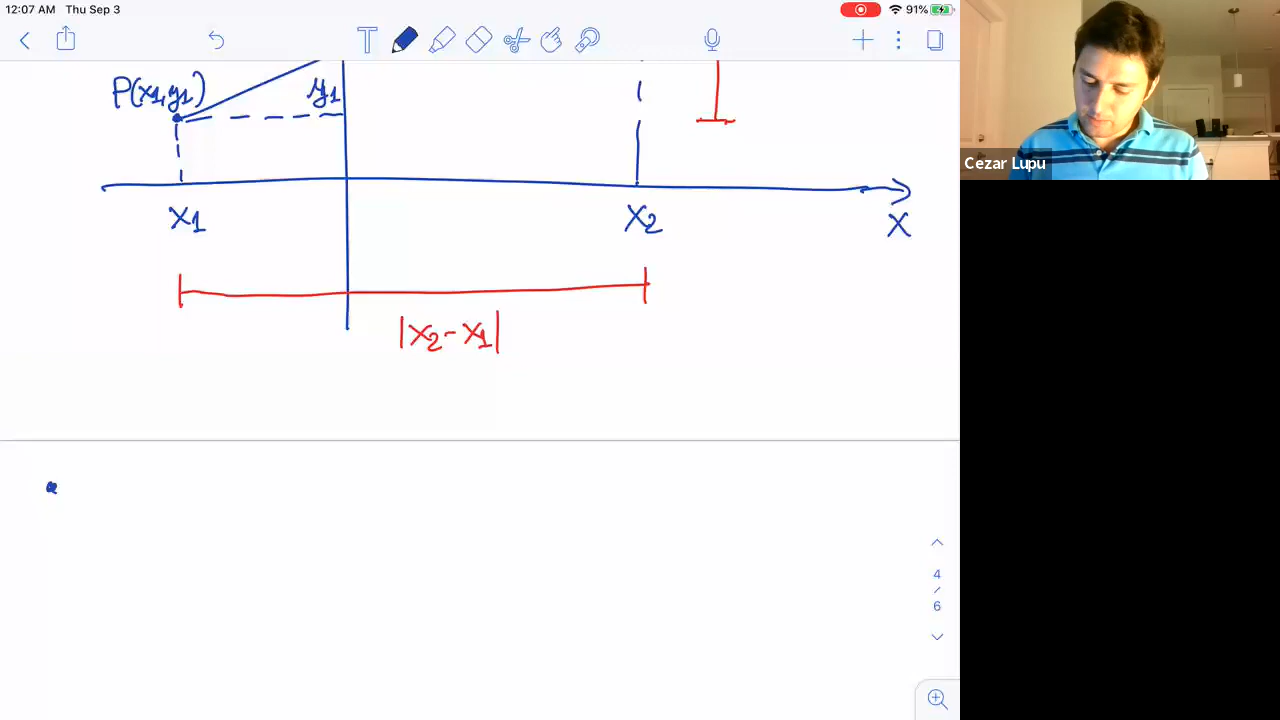 12:07 AM Thu Sep 3
91%
T
P(x1,y1)
y1
x1
x2
x
|x2-x1|
4
/
6
Cezar Lupu